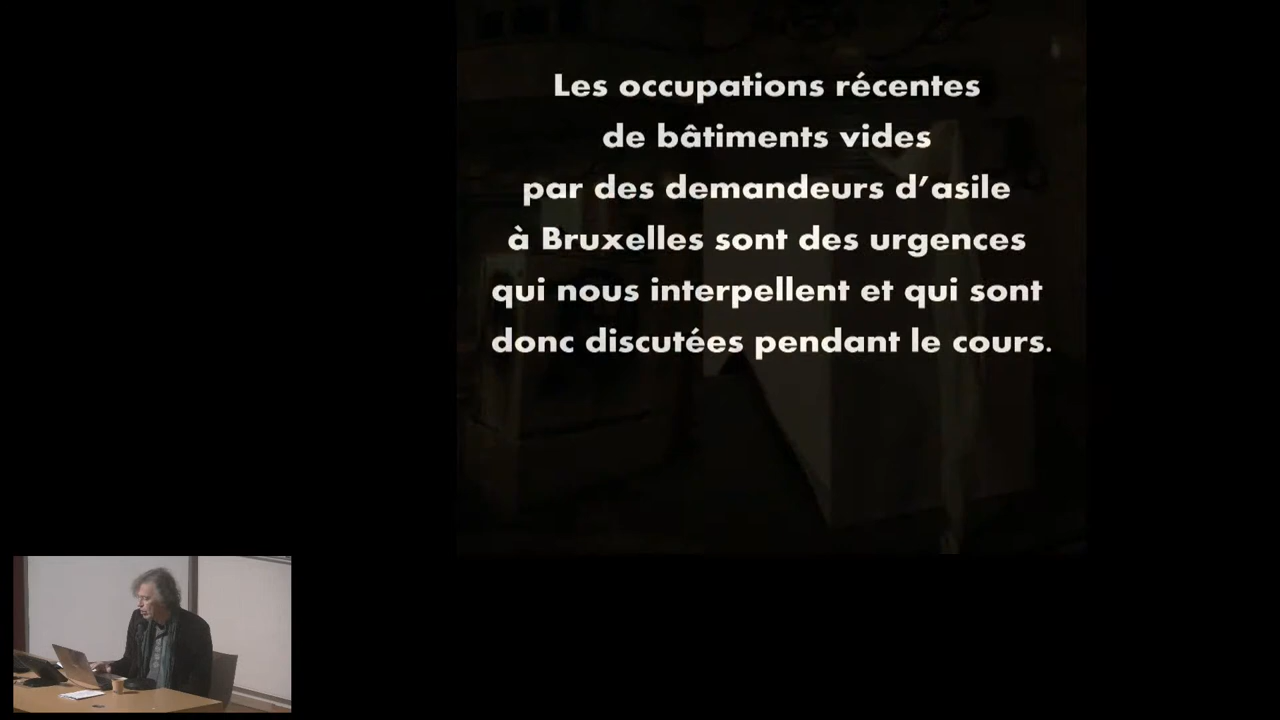 Les occupations récentes
de bâtiments vides
par des demandeurs d’asile
à Bruxelles sont des urgences
qui nous interpellent et qui sont
donc discutées pendant le cours.